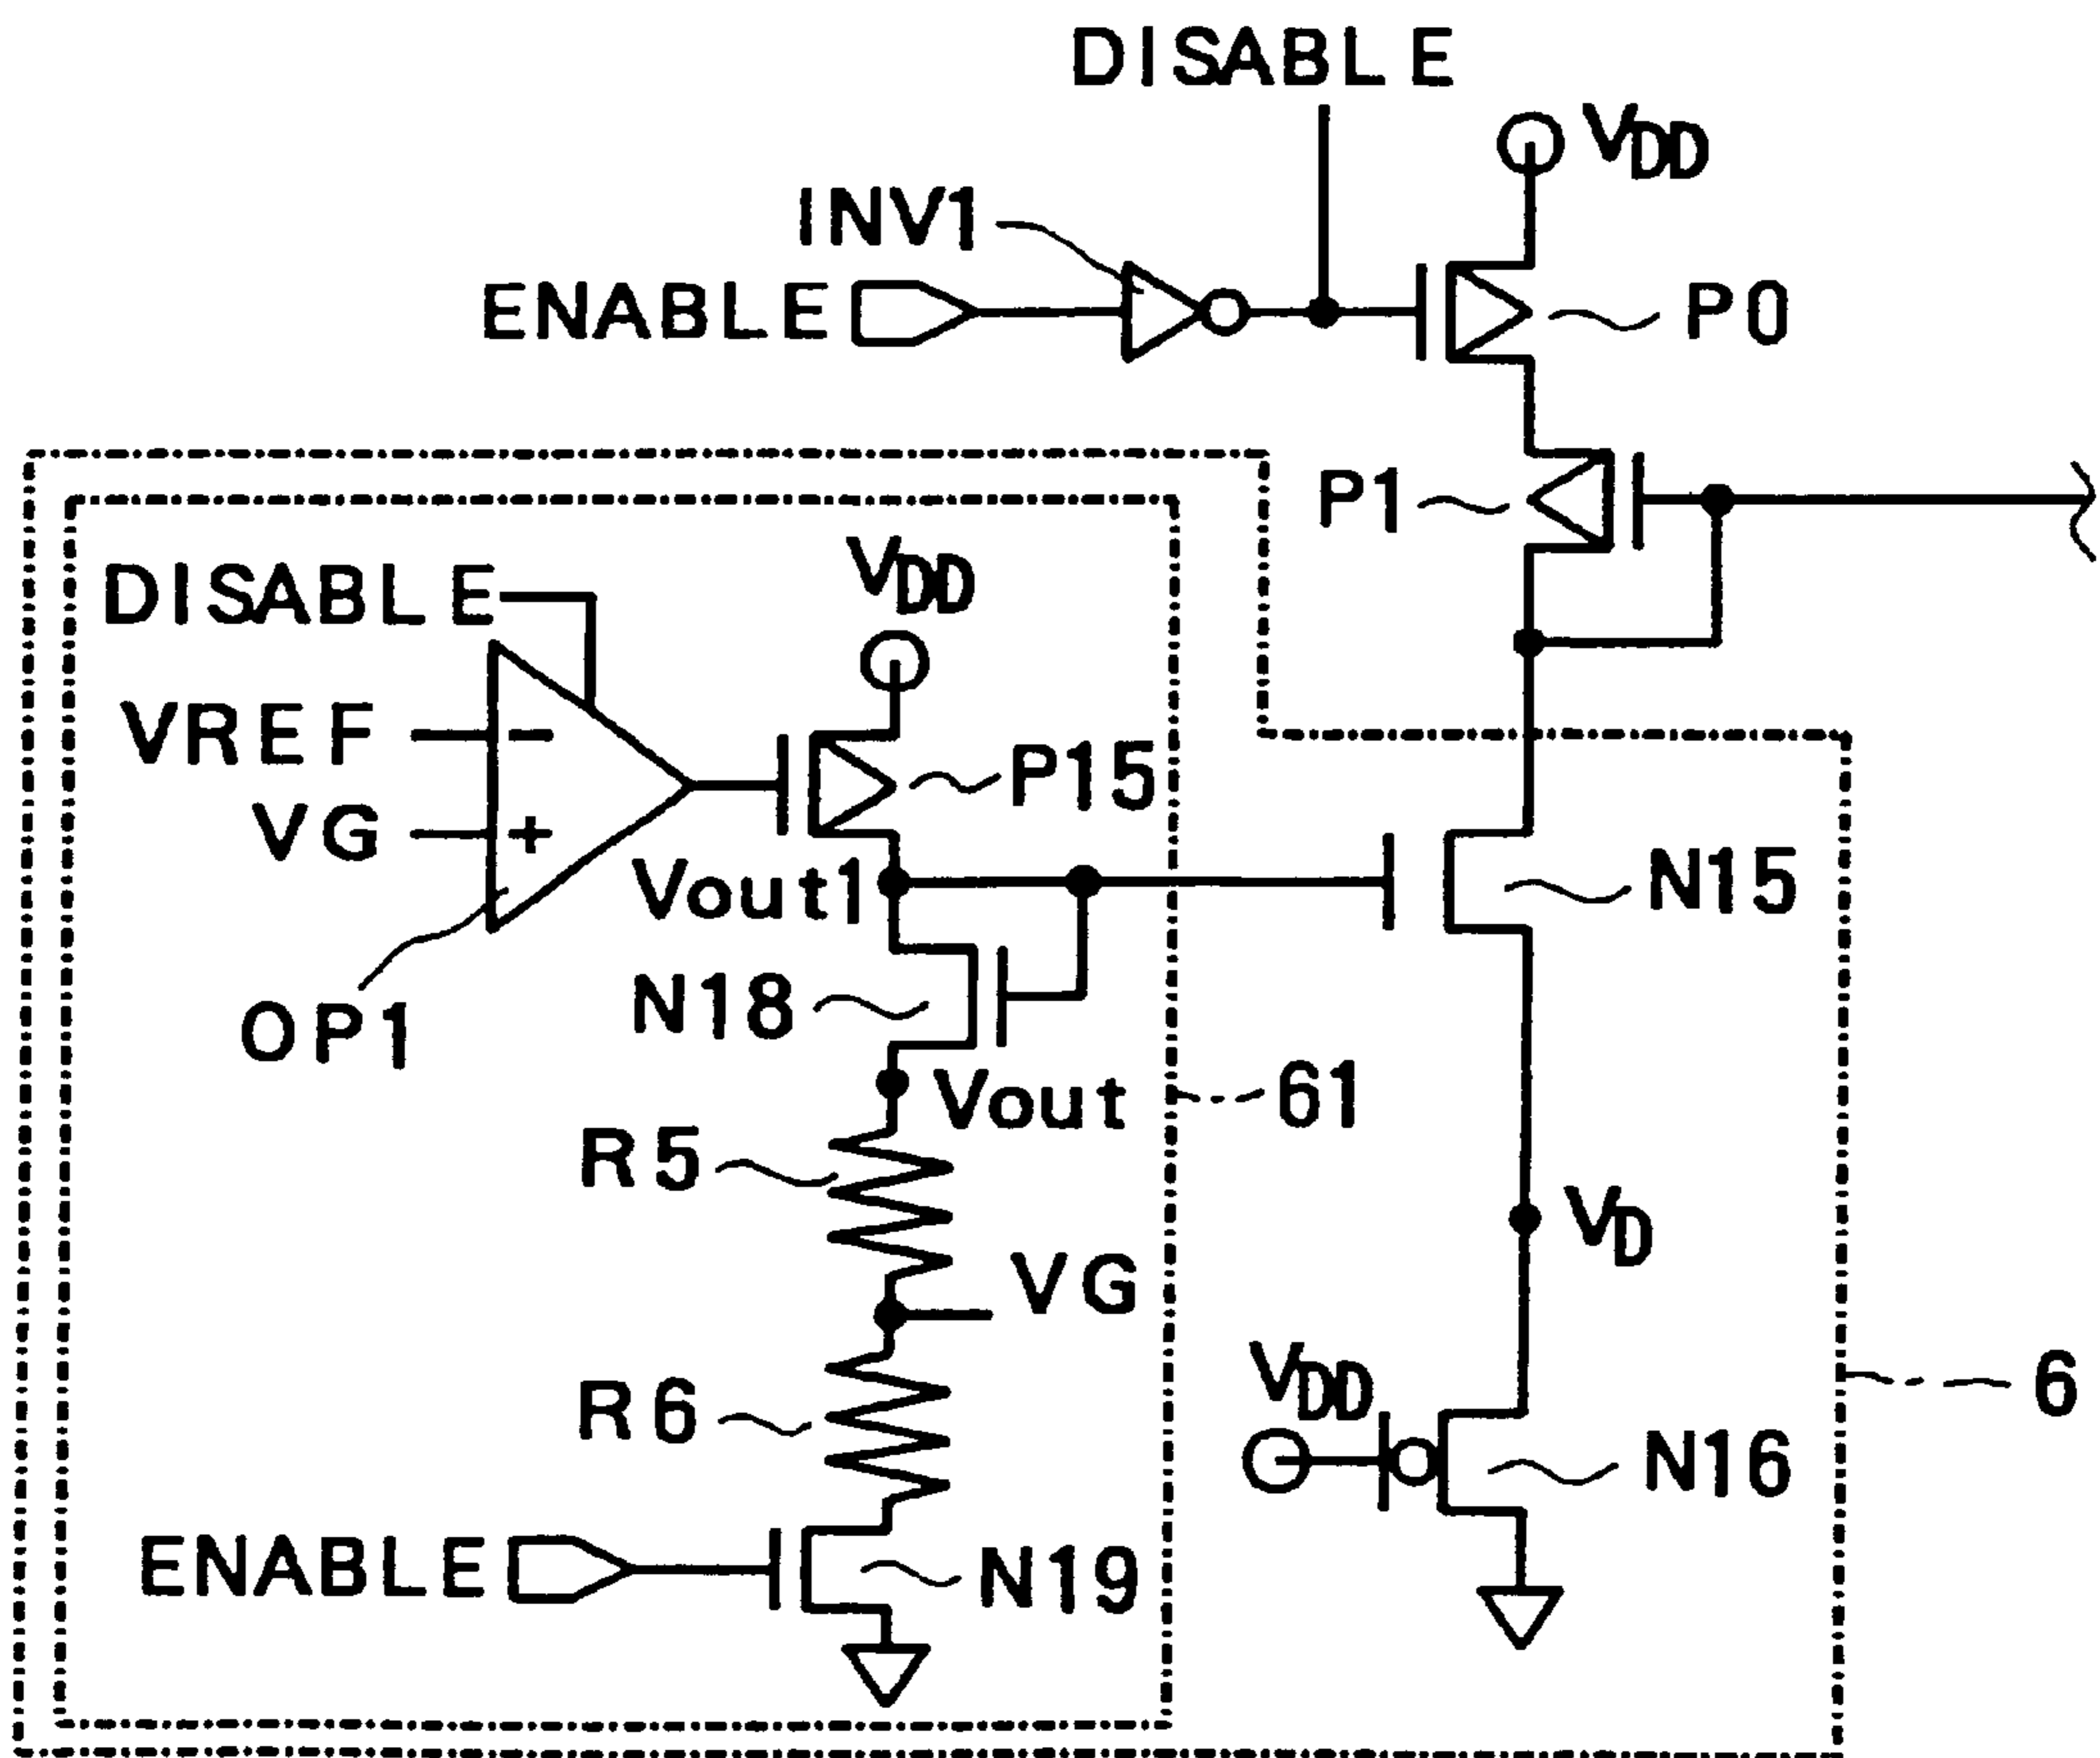 DISABLE
VDD
INV1
ENABLE
P0
P1
DISABLE
VDD
VREF
-
P15
VG
+
Vout1
N15
N18
OP1
Vout
61
R5
VD
VG
VDD
6
R6
N16
ENABLE
N19